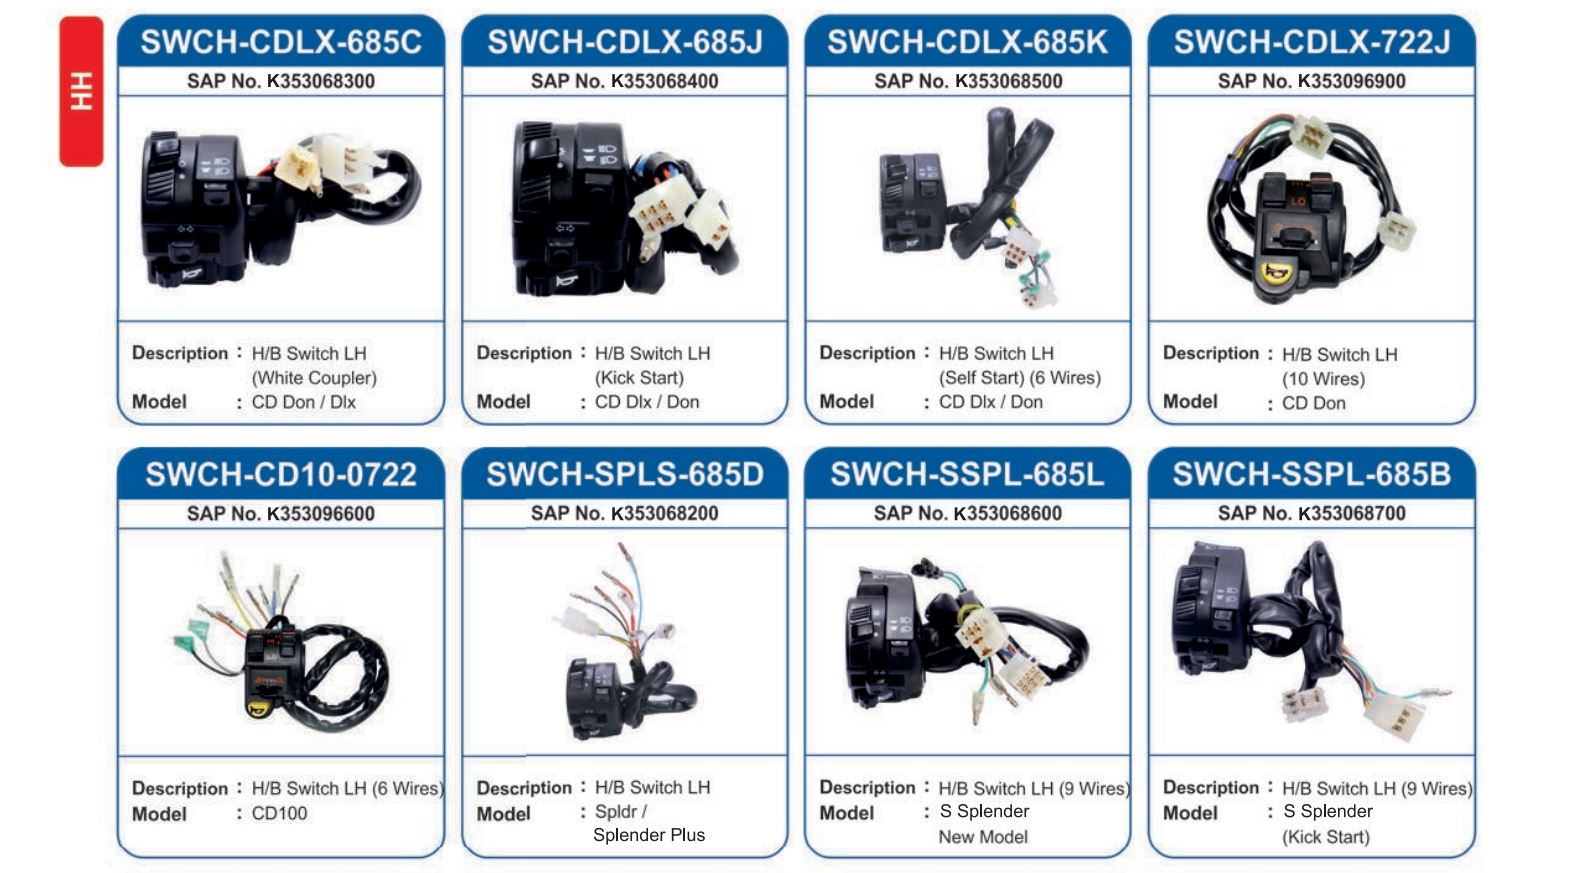 HH
SWCH-CDLX-685C
SAP No. K353068300
Description : H/B Switch LH
(White Coupler)
Model : CD Don / Dlx
SWCH-CDLX-685J
SAP No. K353068400
Description : H/B Switch LH
(Kick Start)
Model : CD Dlx / Don
SWCH-CDLX-685K
SAP No. K353068500
Description : H/B Switch LH
(Self Start) (6 Wires)
Model : CD Dlx / Don
SWCH-CDLX-722J
SAP No. K353096900
LO
Description : H/B Switch LH
(10 Wires)
Model : CD Don
SWCH-CD10-0722
SAP No. K353096600
LO
Description : H/B Switch LH (6 Wires)
Model : CD100
SWCH-SPLS-685D
SAP No. K353068200
Description : H/B Switch LH
Model : Spldr /
Splender Plus
SWCH-SSPL-685L
SAP No. K353068600
Description : H/B Switch LH (9 Wires)
Model : S Splender
New Model
SWCH-SSPL-685B
SAP No. K353068700
Description : H/B Switch LH (9 Wires)
Model : S Splender
(Kick Start)